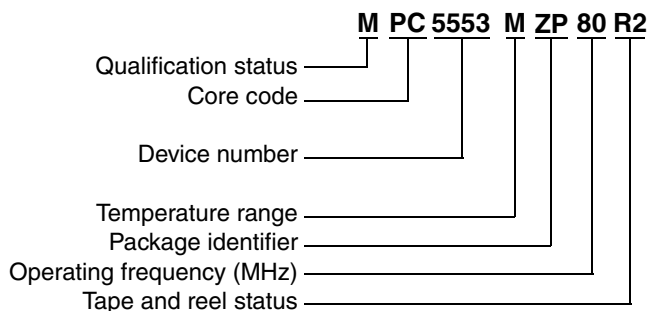 M PC 5553 M ZP 80 R2
Qualification status
Core code
Device number
Temperature range
Package identifier
Operating frequency (MHz)
Tape and reel status